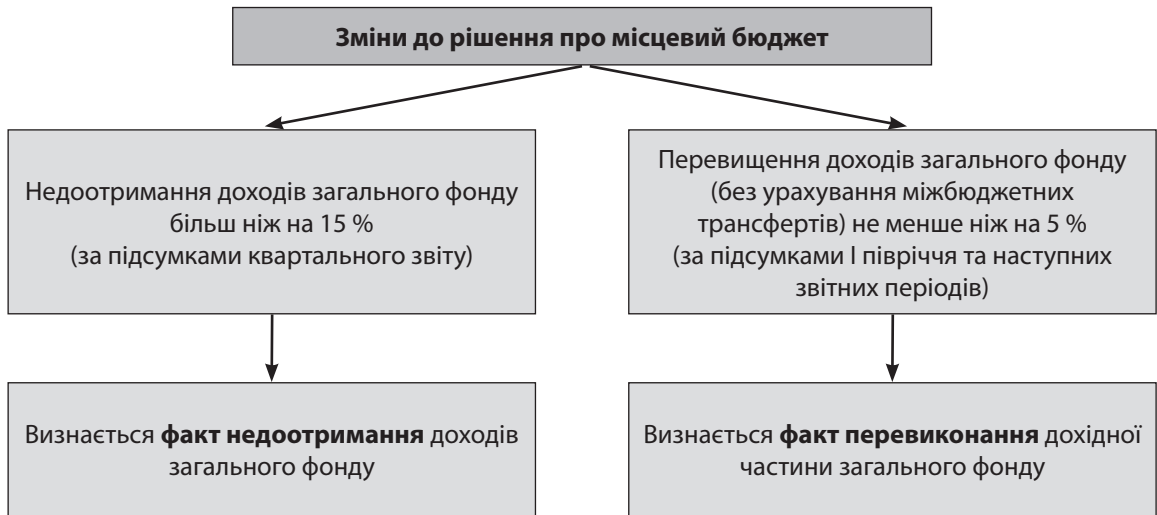 Зміни до рішення про місцевий бюджет
Недоотримання доходів загального фонду
більш ніж на 15 %
(за підсумками квартального звіту)
Перевищення доходів загального фонду
(без урахування міжбюджетних
трансфертів) не менше ніж на 5 %
(за підсумками І півріччя та наступних
звітних періодів)
Визнається факт недоотримання доходів
загального фонду
Визнається факт перевиконання дохідної
частини загального фонду